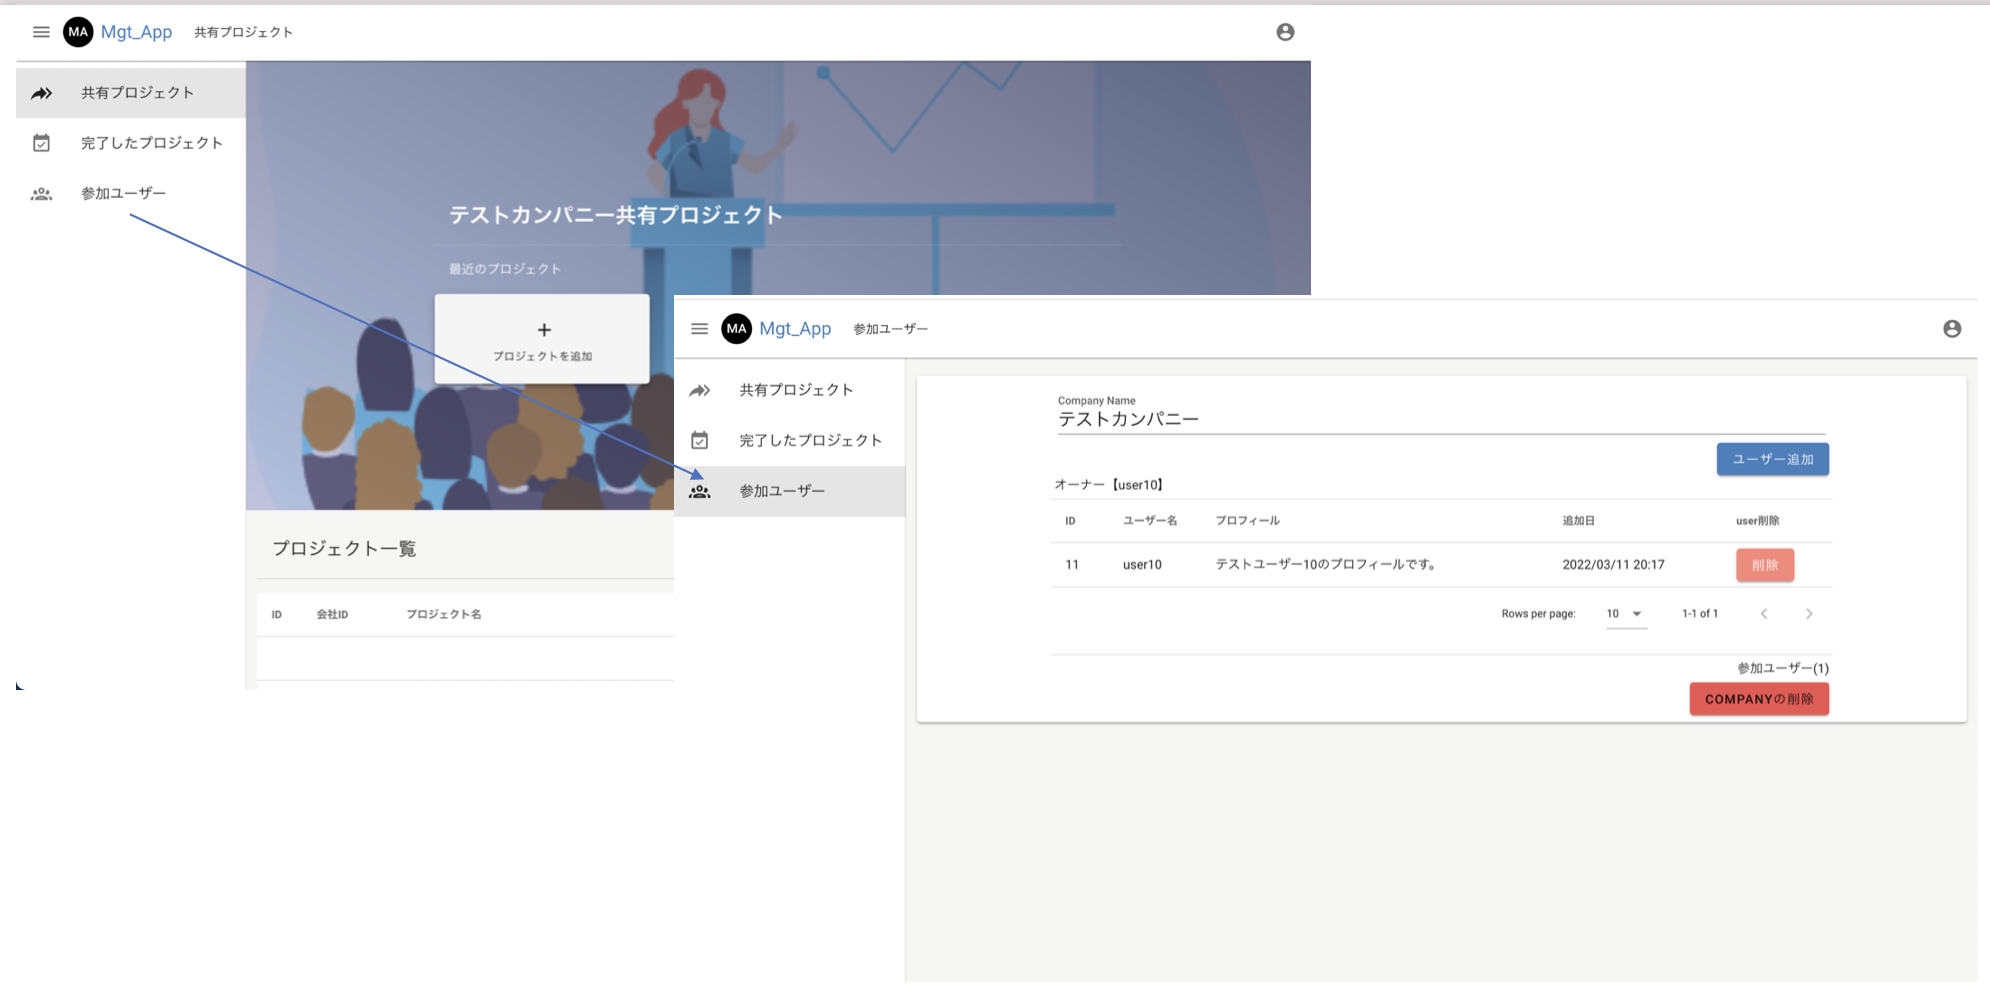 MA Mgt_App 共有プロジェクト
共有プロジェクト
完了したプロジェクト
参加ユーザー
テストカンパニー共有プロジェクト
最近のプロジェクト
+
プロジェクトを追加
プロジェクト一覧
ID 会社ID プロジェクト名
MA Mgt_App 参加ユーザー
共有プロジェクト
完了したプロジェクト
参加ユーザー
Company Name
テストカンパニー
ユーザー追加
オーナー【user10】
ID ユーザー名 プロフィール 追加日 user削除
11 user10 テストユーザー10のプロフィールです。 2022/03/11 20:17 削除
Rows per page: 10 1-1 of 1
参加ユーザー(1)
COMPANYの削除